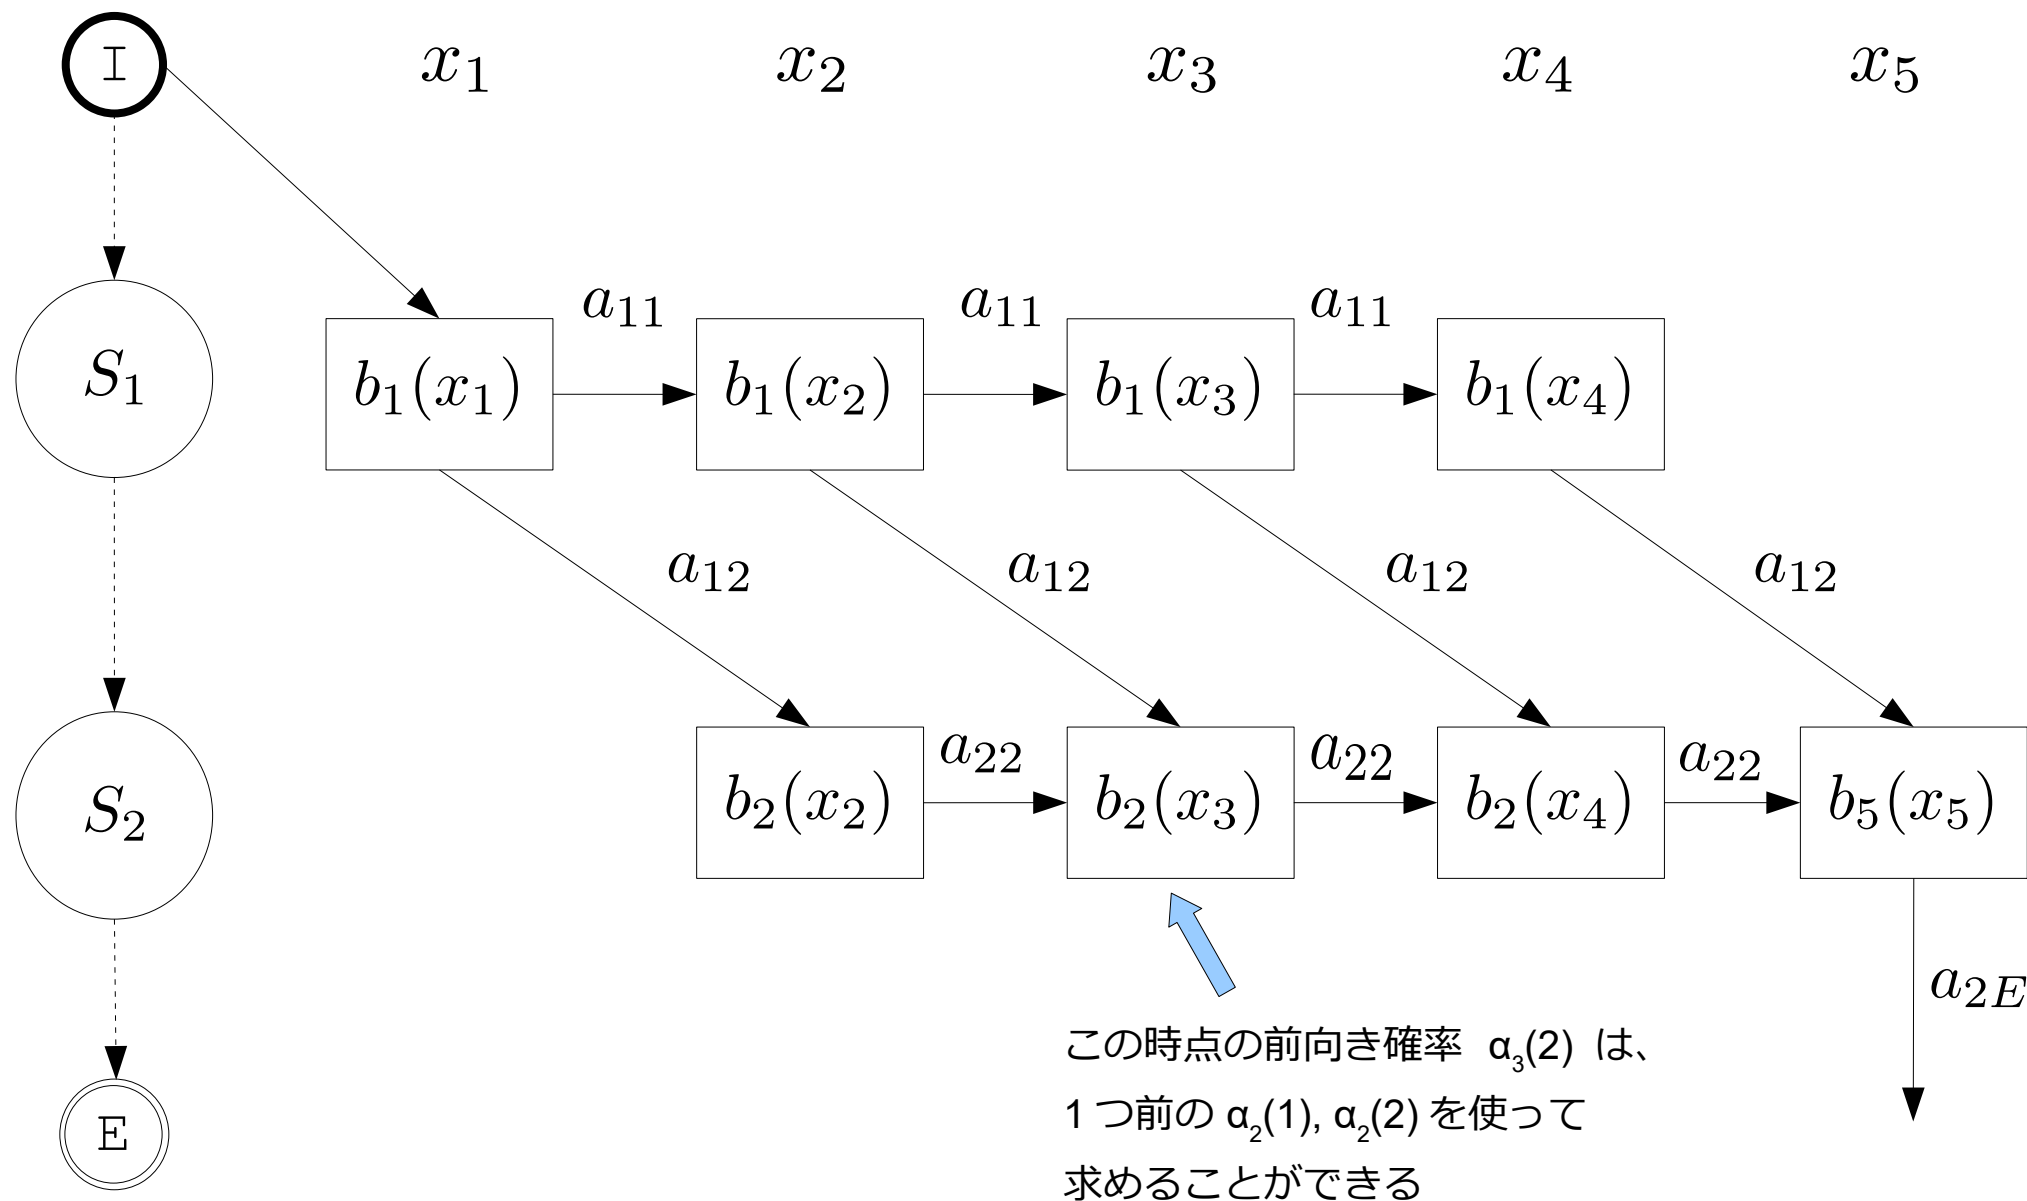 I x₁ x₂ x₃ x₄ x₅
a₁₁ a₁₁ a₁₁
S₁ b₁(x₁) b₁(x₂) b₁(x₃) b₁(x₄)
a₁₂ a₁₂ a₁₂ a₁₂
a₂₂ a₂₂ a₂₂
S₂ b₂(x₂) b₂(x₃) b₂(x₄) b₅(x₅)
a₂E
この時点の前向き確率 α₃(2) は、
1つ前の α₂(1), α₂(2) を使って
求めることができる
E